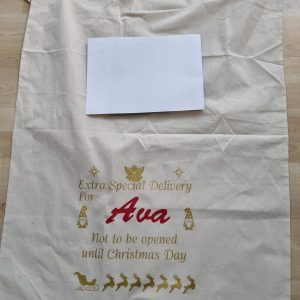 Extra Special Delivery
For
Ava
Not to be opened
until Christmas Day